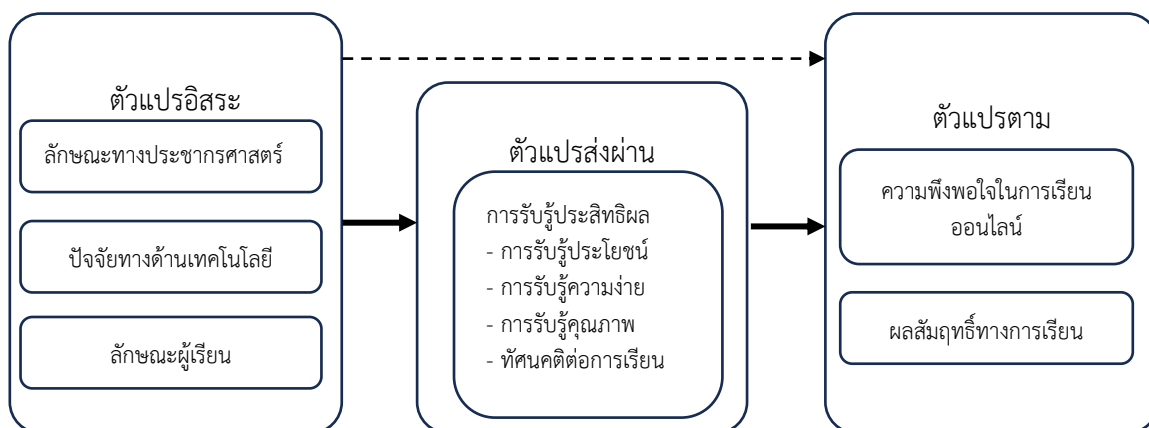 ตัวแปรอิสระ
ลักษณะทางประชากรศาสตร์
ปัจจัยทางด้านเทคโนโลยี
ลักษณะผู้เรียน
ตัวแปรส่งผ่าน
การรับรู้ประสิทธิผล
- การรับรู้ประโยชน์
- การรับรู้ความง่าย
- การรับรู้คุณภาพ
- ทัศนคติต่อการเรียน
ตัวแปรตาม
ความพึงพอใจในการเรียน
ออนไลน์
ผลสัมฤทธิ์ทางการเรียน